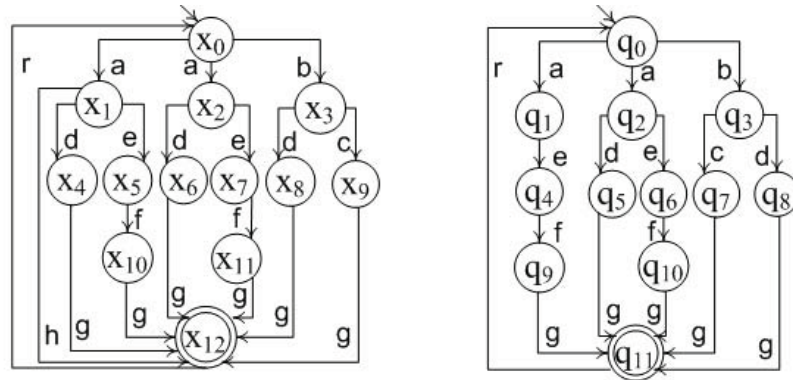 x0 q0
r a a b r a a b
x1 x2 x3 q1 q2 q3
d e d e d c e d e c d
x4 x5 x6 x7 x8 x9 q4 q5 q6 q7 q8
f f f f
x10 x11 q9 q10
g g g g
h g x12 g g g q11 g g